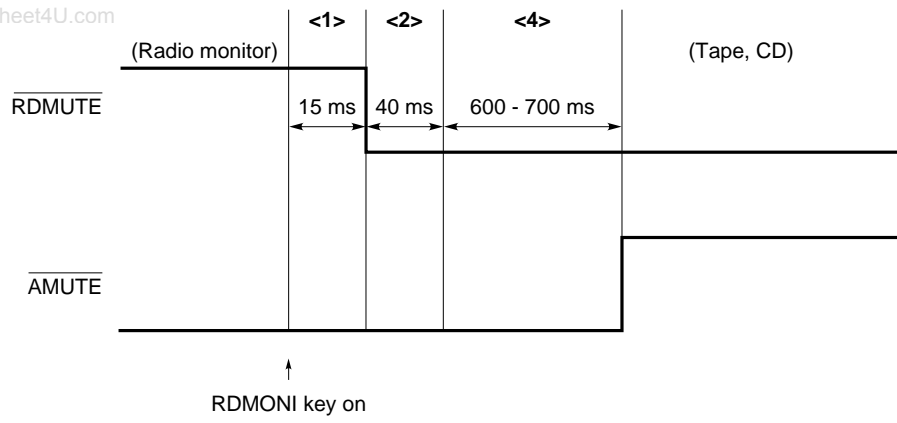 heet4U.com
<1> <2> <4>
(Radio monitor) (Tape, CD)
RDMUTE 15 ms 40 ms 600 - 700 ms
AMUTE
RDMONI key on